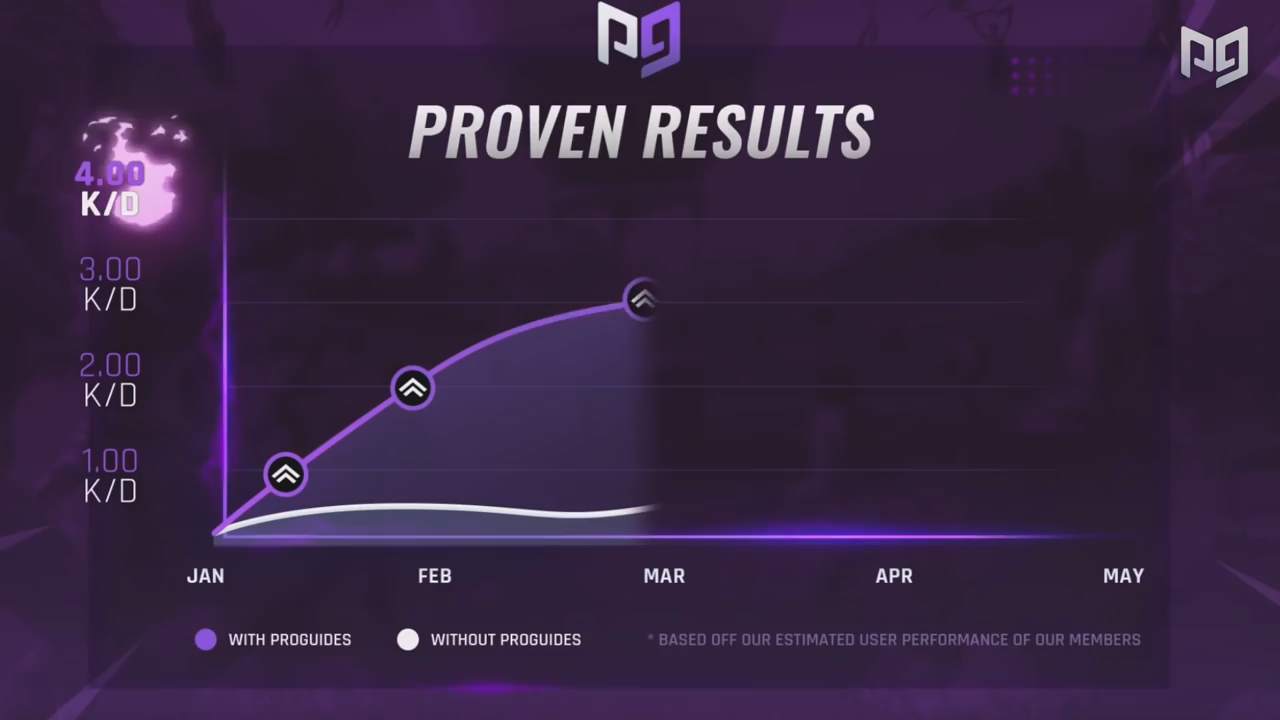 PG
PG
PROVEN RESULTS
4.00
K/D
3.00
K/D
2.00
K/D
1.00
K/D
JAN FEB MAR APR MAY
WITH PROGUIDES WITHOUT PROGUIDES * BASED OFF OUR ESTIMATED USER PERFORMANCE OF OUR MEMBERS